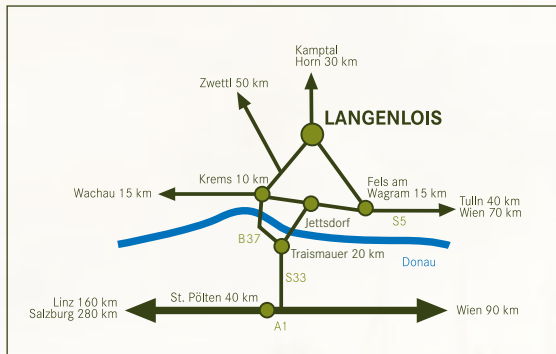 Kamptal
Horn 30 km
Zwettl 50 km
LANGENLOIS
Krems 10 km
Fels am
Wagram 15 km
Wachau 15 km
Tulln 40 km
Wien 70 km
S5
Jettsdorf
B37
Traismauer 20 km
Donau
S33
St. Pölten 40 km
Linz 160 km
Salzburg 280 km
Wien 90 km
A1